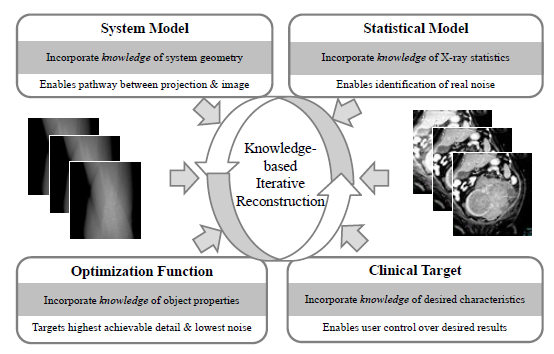 System Model
Incorporate knowledge of system geometry
Enables pathway between projection & image
Statistical Model
Incorporate knowledge of X-ray statistics
Enables identification of real noise
Knowledge-
based
Iterative
Reconstruction
Optimization Function
Incorporate knowledge of object properties
Targets highest achievable detail & lowest noise
Clinical Target
Incorporate knowledge of desired characteristics
Enables user control over desired results